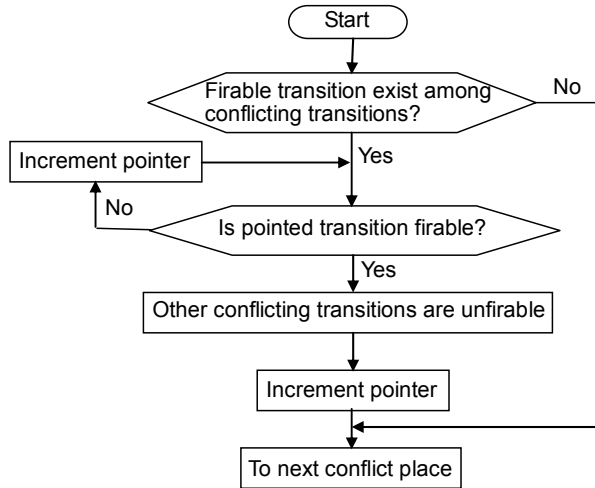 Start
Firable transition exist among
conflicting transitions?
No
Yes
Increment pointer
No
Is pointed transition firable?
Yes
Other conflicting transitions are unfirable
Increment pointer
To next conflict place